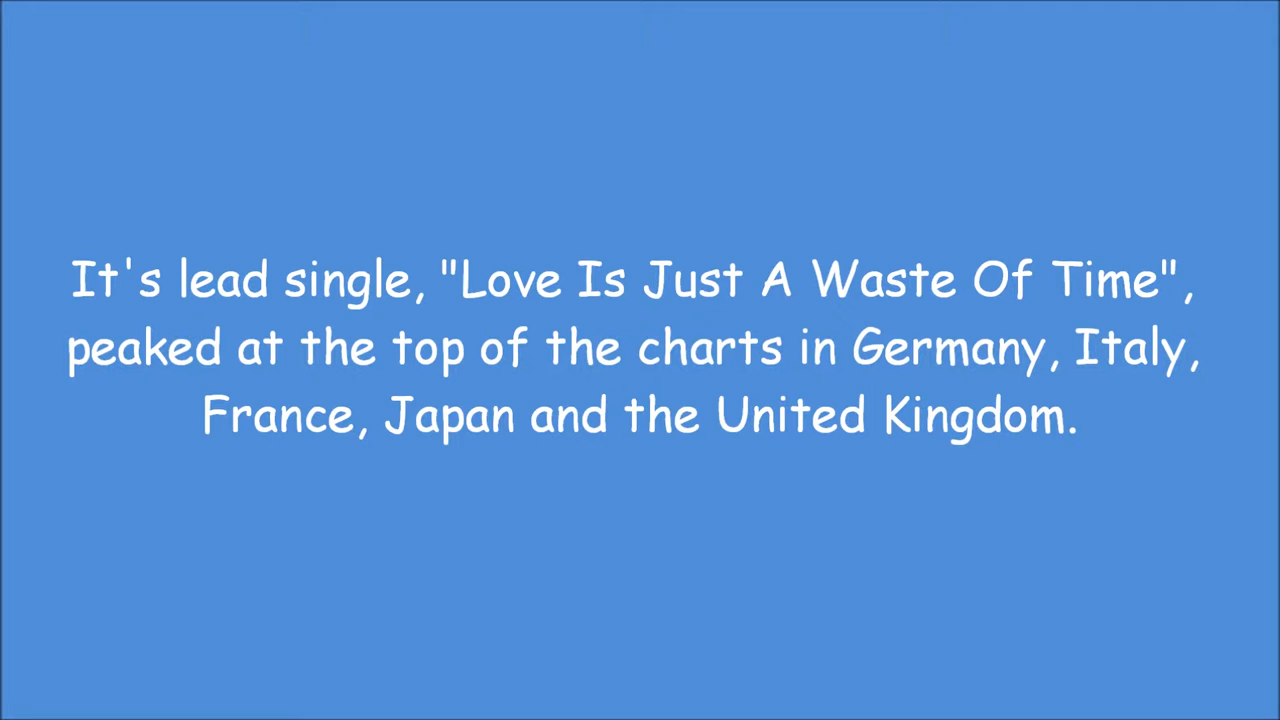 It's lead single, "Love Is Just A Waste Of Time",
peaked at the top of the charts in Germany, Italy,
France, Japan and the United Kingdom.